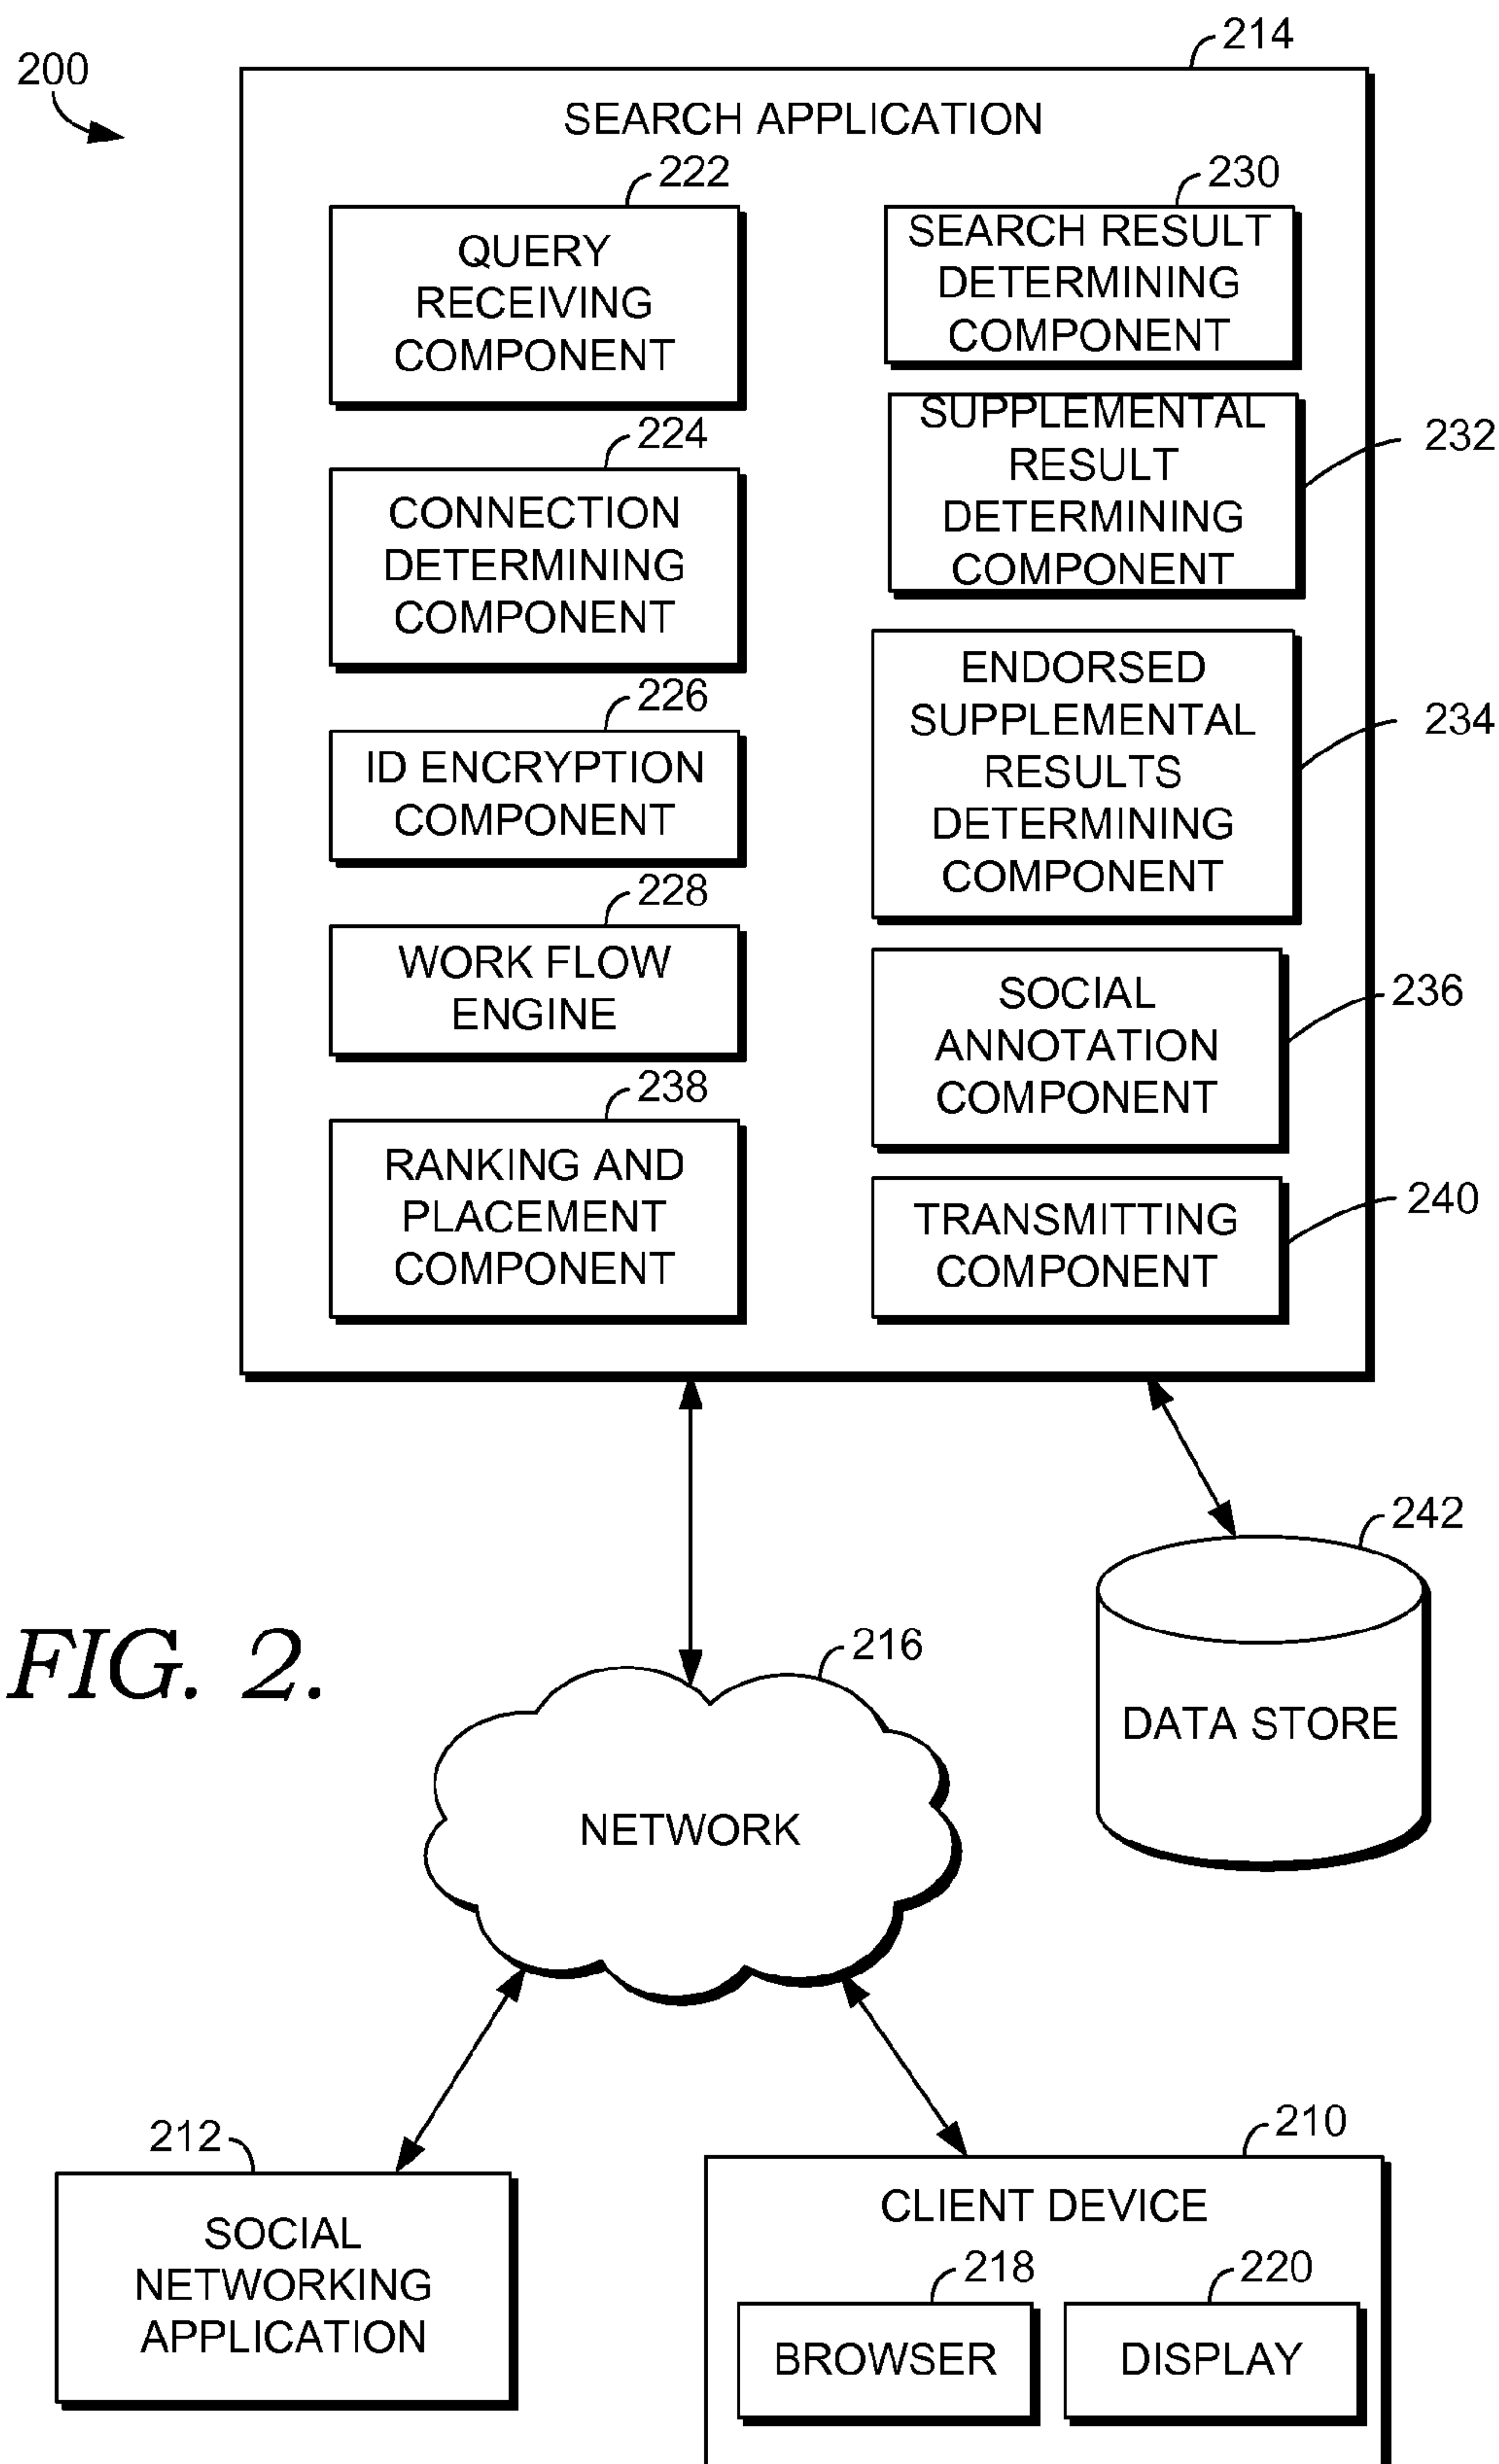 200
214
SEARCH APPLICATION
222
QUERY
RECEIVING
COMPONENT
224
CONNECTION
DETERMINING
COMPONENT
226
ID ENCRYPTION
COMPONENT
228
WORK FLOW
ENGINE
238
RANKING AND
PLACEMENT
COMPONENT
230
SEARCH RESULT
DETERMINING
COMPONENT
232
SUPPLEMENTAL
RESULT
DETERMINING
COMPONENT
234
ENDORSED
SUPPLEMENTAL
RESULTS
DETERMINING
COMPONENT
236
SOCIAL
ANNOTATION
COMPONENT
240
TRANSMITTING
COMPONENT
242
DATA STORE
FIG. 2.
216
NETWORK
212
SOCIAL
NETWORKING
APPLICATION
210
CLIENT DEVICE
218
BROWSER
220
DISPLAY